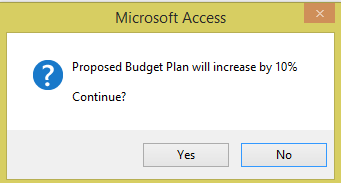 Microsoft Access
Proposed Budget Plan will increase by 10%
Continue?
Yes
No